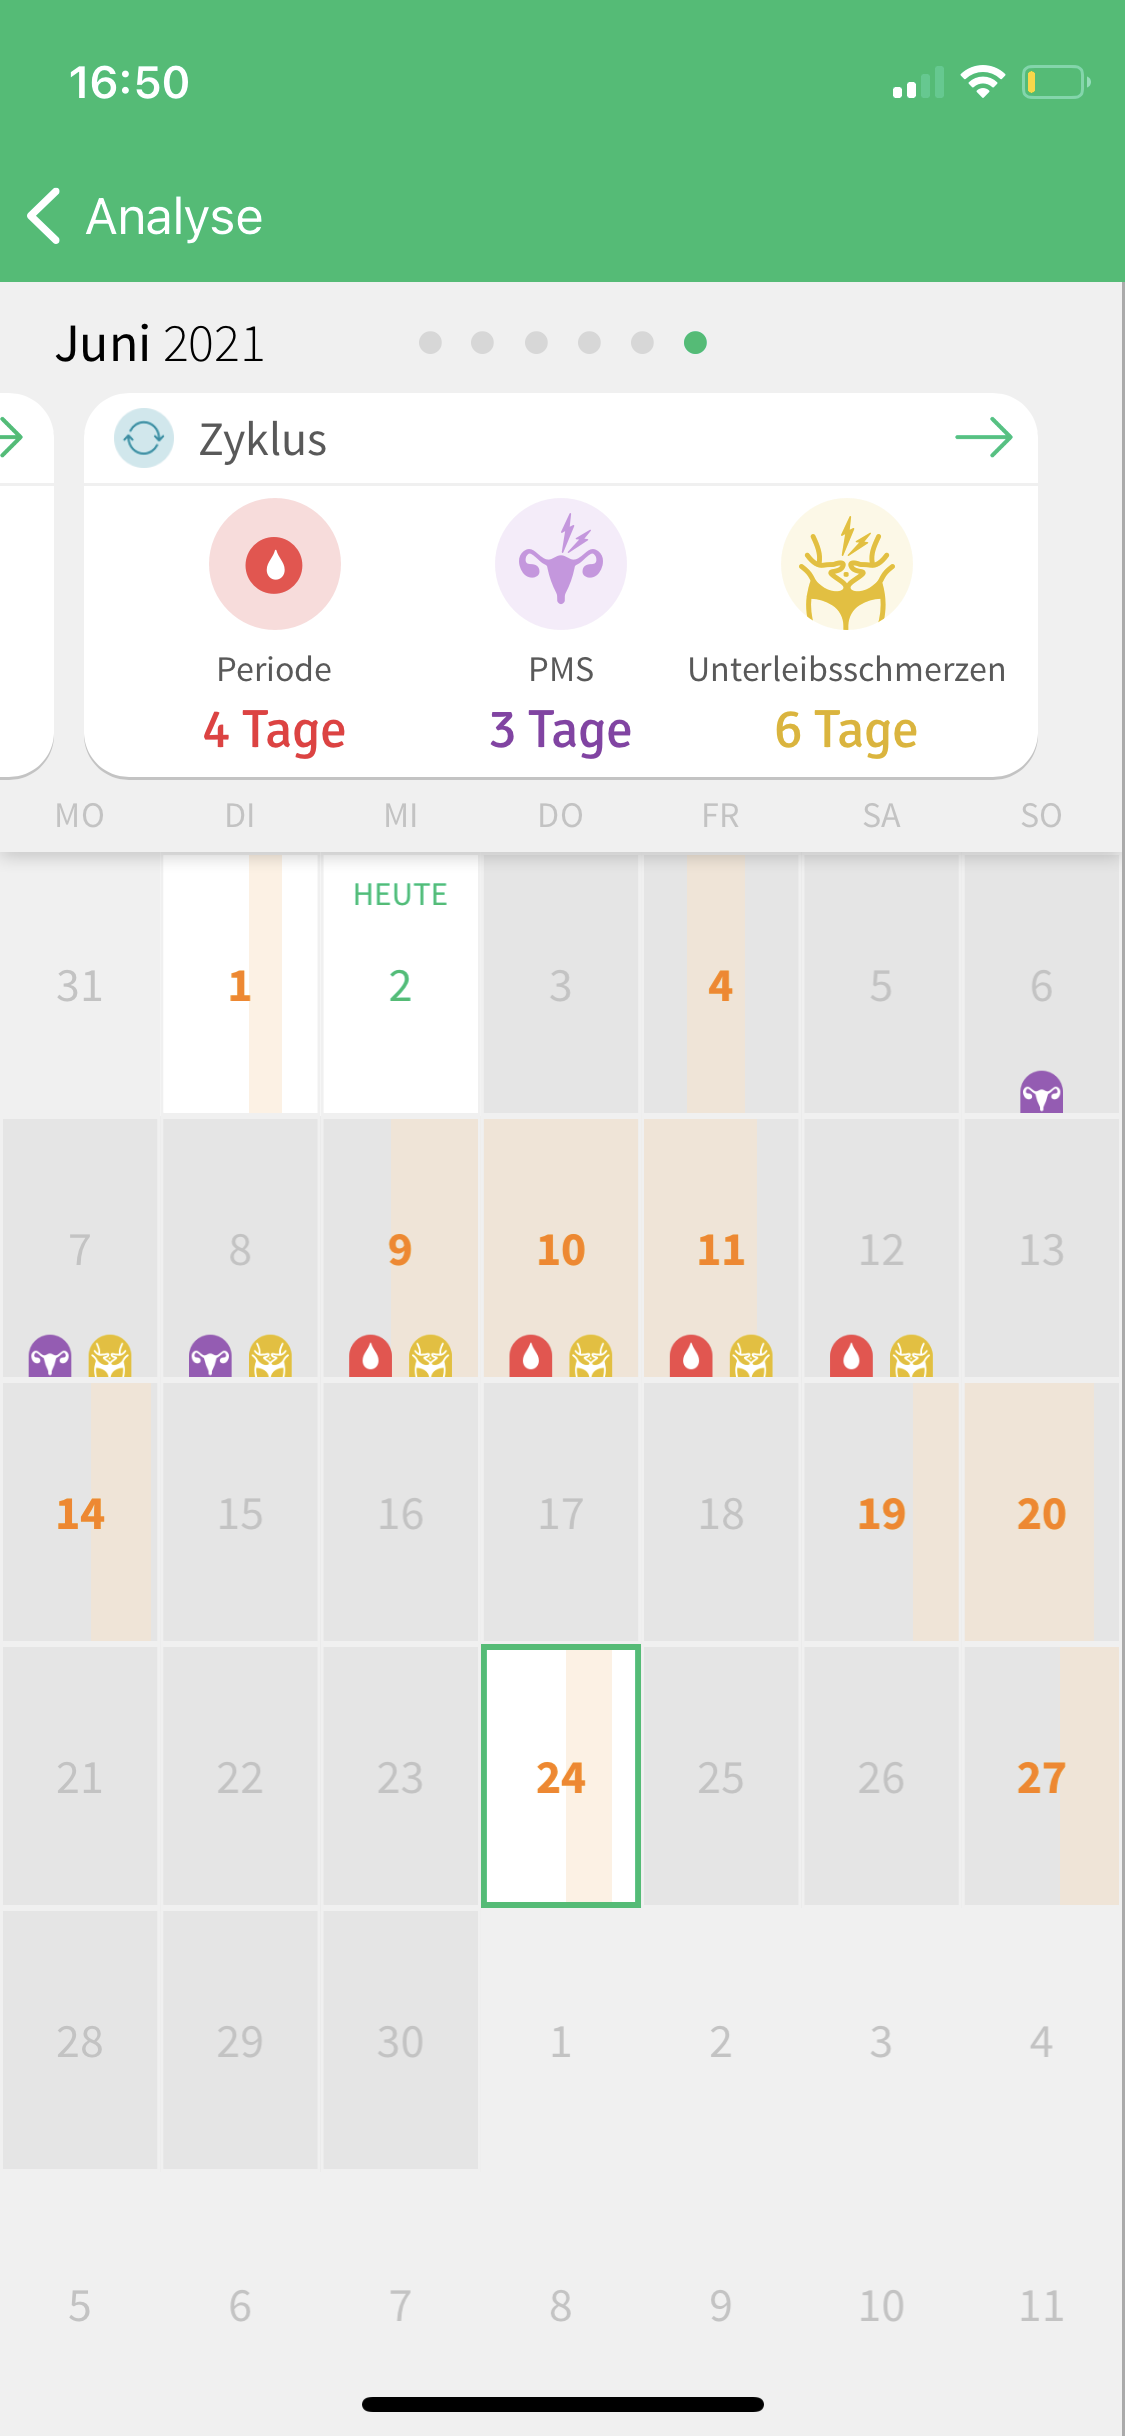 16:50
Analyse
Juni 2021
Zyklus
Periode PMS Unterleibsschmerzen
4 Tage 3 Tage 6 Tage
MO DI MI DO FR SA SO
HEUTE
31 1 2 3 4 5 6
7 8 9 10 11 12 13
14 15 16 17 18 19 20
21 22 23 24 25 26 27
28 29 30 1 2 3 4
5 6 7 8 9 10 11